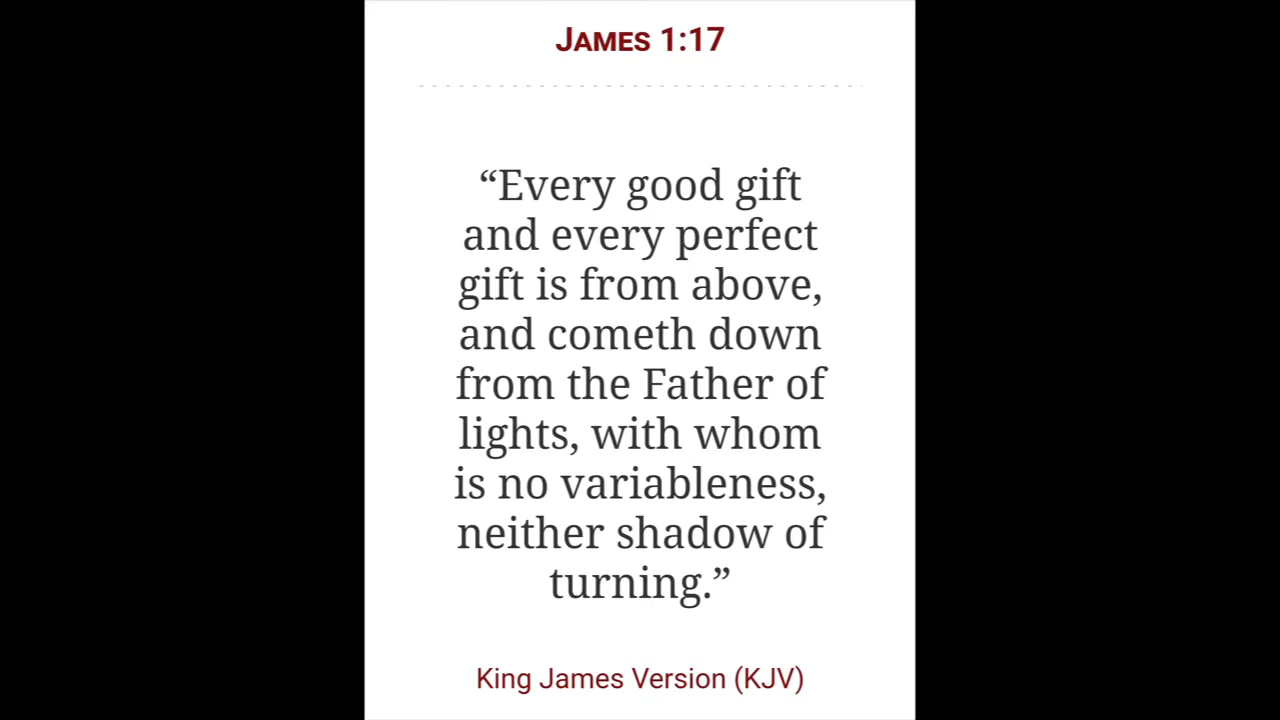 James 1:17
“Every good gift
and every perfect
gift is from above,
and cometh down
from the Father of
lights, with whom
is no variableness,
neither shadow of
turning.”
King James Version (KJV)